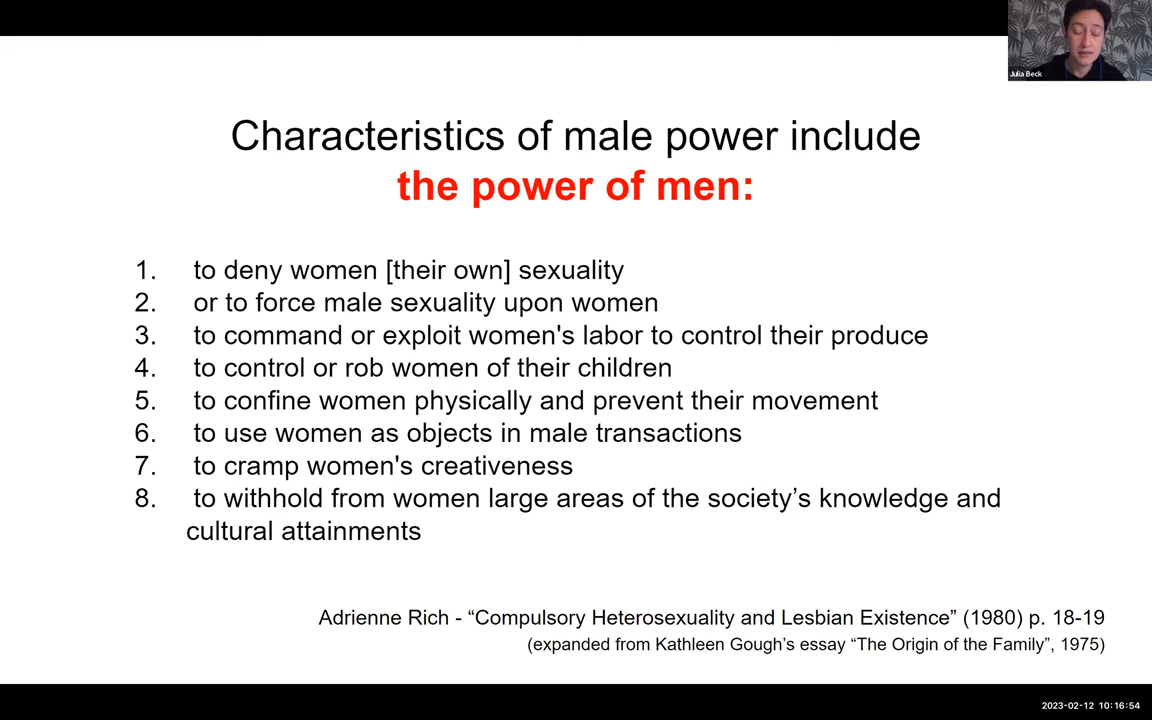 Julia Beck
Characteristics of male power include
the power of men:
1. to deny women [their own] sexuality
2. or to force male sexuality upon women
3. to command or exploit women's labor to control their produce
4. to control or rob women of their children
5. to confine women physically and prevent their movement
6. to use women as objects in male transactions
7. to cramp women's creativeness
8. to withhold from women large areas of the society’s knowledge and
cultural attainments
Adrienne Rich - “Compulsory Heterosexuality and Lesbian Existence” (1980) p. 18-19
(expanded from Kathleen Gough’s essay “The Origin of the Family”, 1975)
2023-02-12 10:16:54